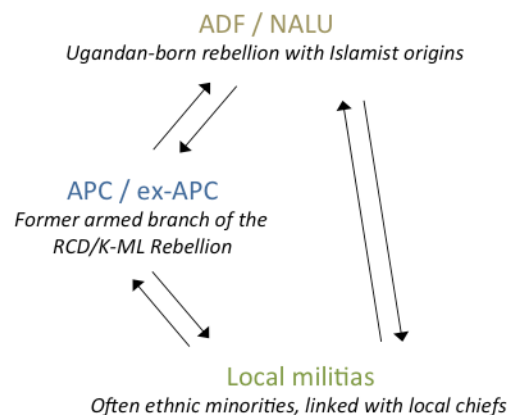 ADF / NALU
Ugandan-born rebellion with Islamist origins
APC / ex-APC
Former armed branch of the
RCD/K-ML Rebellion
Local militias
Often ethnic minorities, linked with local chiefs